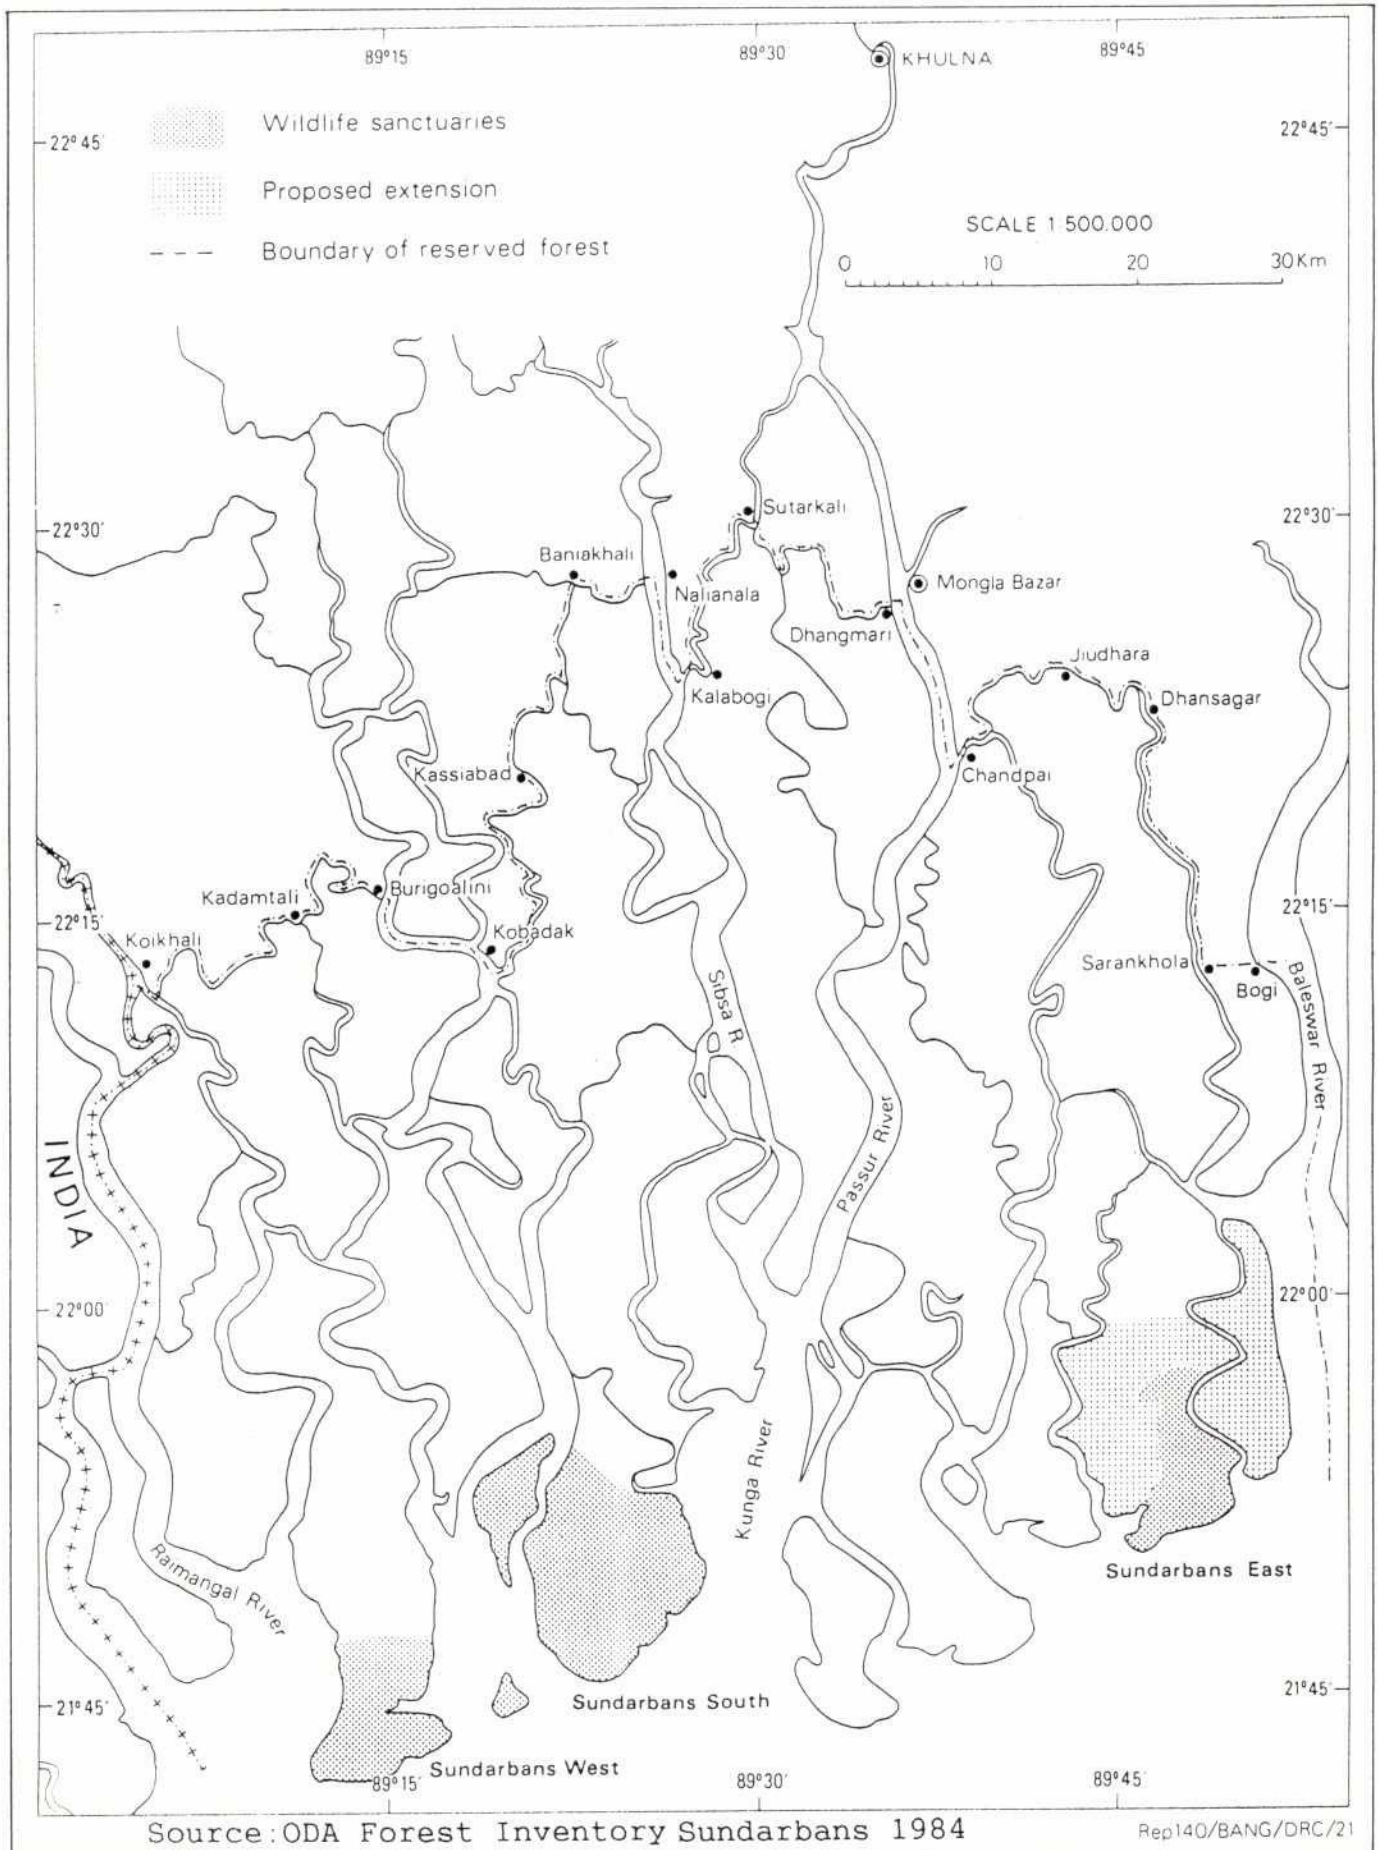 89°15′
89°30′
89°45′
KHULNA
Wildlife sanctuaries
22°45′
22°45′
Proposed extension
SCALE 1:500.000
Boundary of reserved forest
0 10 20 30 Km
Sutarkali
22°30′
22°30′
Baniakhali
Nalianala
Mongla Bazar
Dhangmari
Jiudhara
Kalabogi
Dhansagar
Kassiabad
Chandpai
Kadamtali
Burigoalini
22°15′
22°15′
Koikhali
Kobadak
Sarankhola
Bogi
Sibsa R
Baleswar River
Passur River
INDIA
22°00′
22°00′
Kunga River
Raimangal River
Sundarbans East
21°45′
21°45′
Sundarbans South
Sundarbans West
89°15′
89°30′
89°45′
Source:ODA Forest Inventory Sundarbans 1984
Rep140/BANG/DRC/21